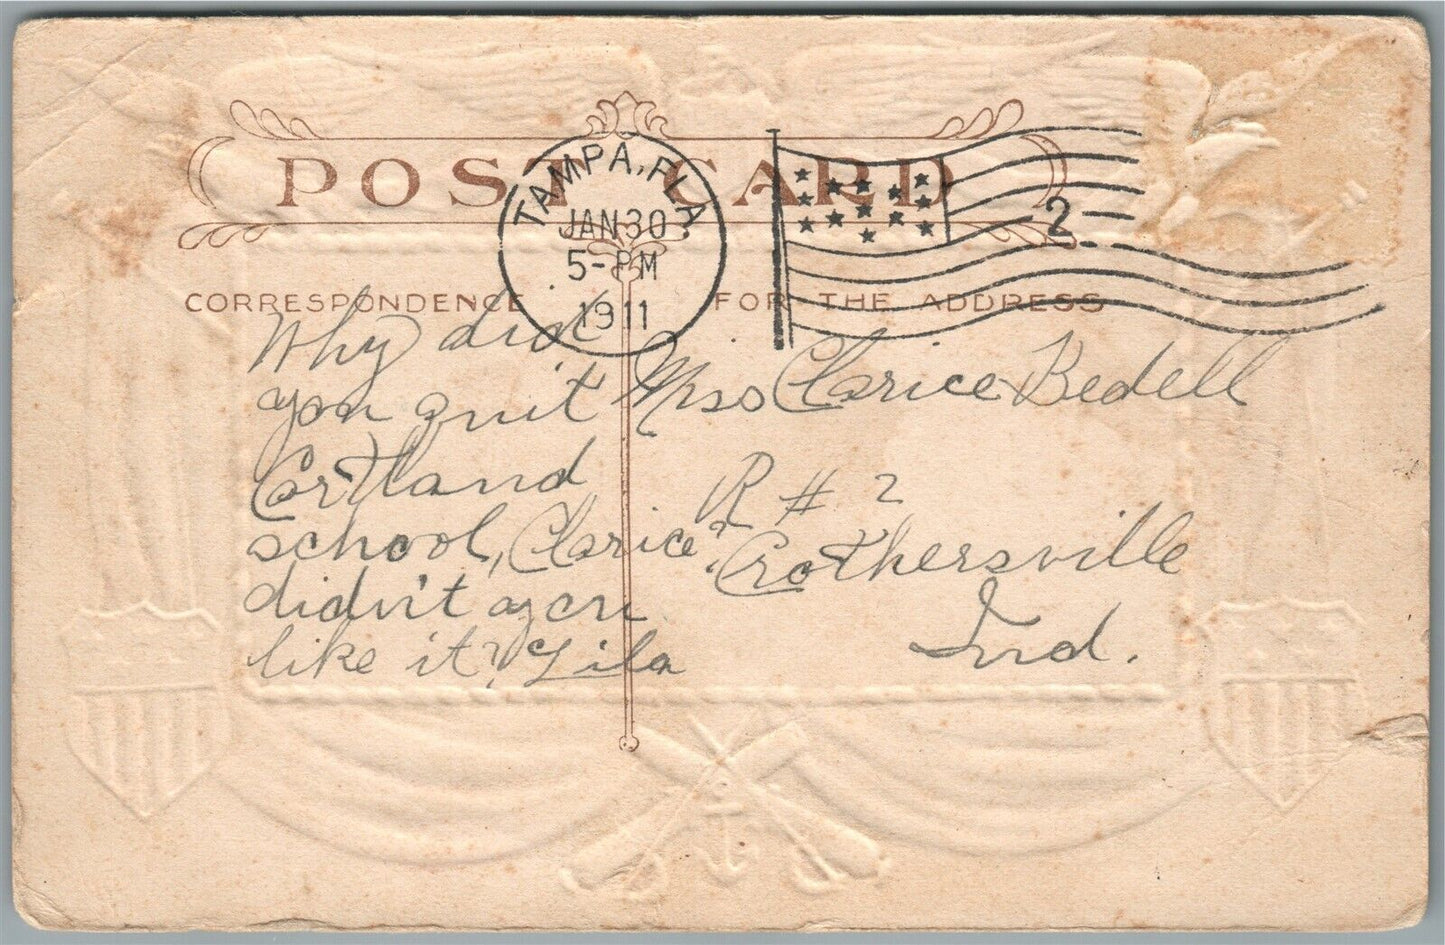 POST CARD
TAMPA, FLA
JAN 30
5-PM
1911
2
CORRESPONDENCE
FOR THE ADDRESS
Why did
you quit
Cortland
school, Clarice?
didn't you
like it? Lila
Miss Clarice Bedell
R # 2
Crothersville
Ind.